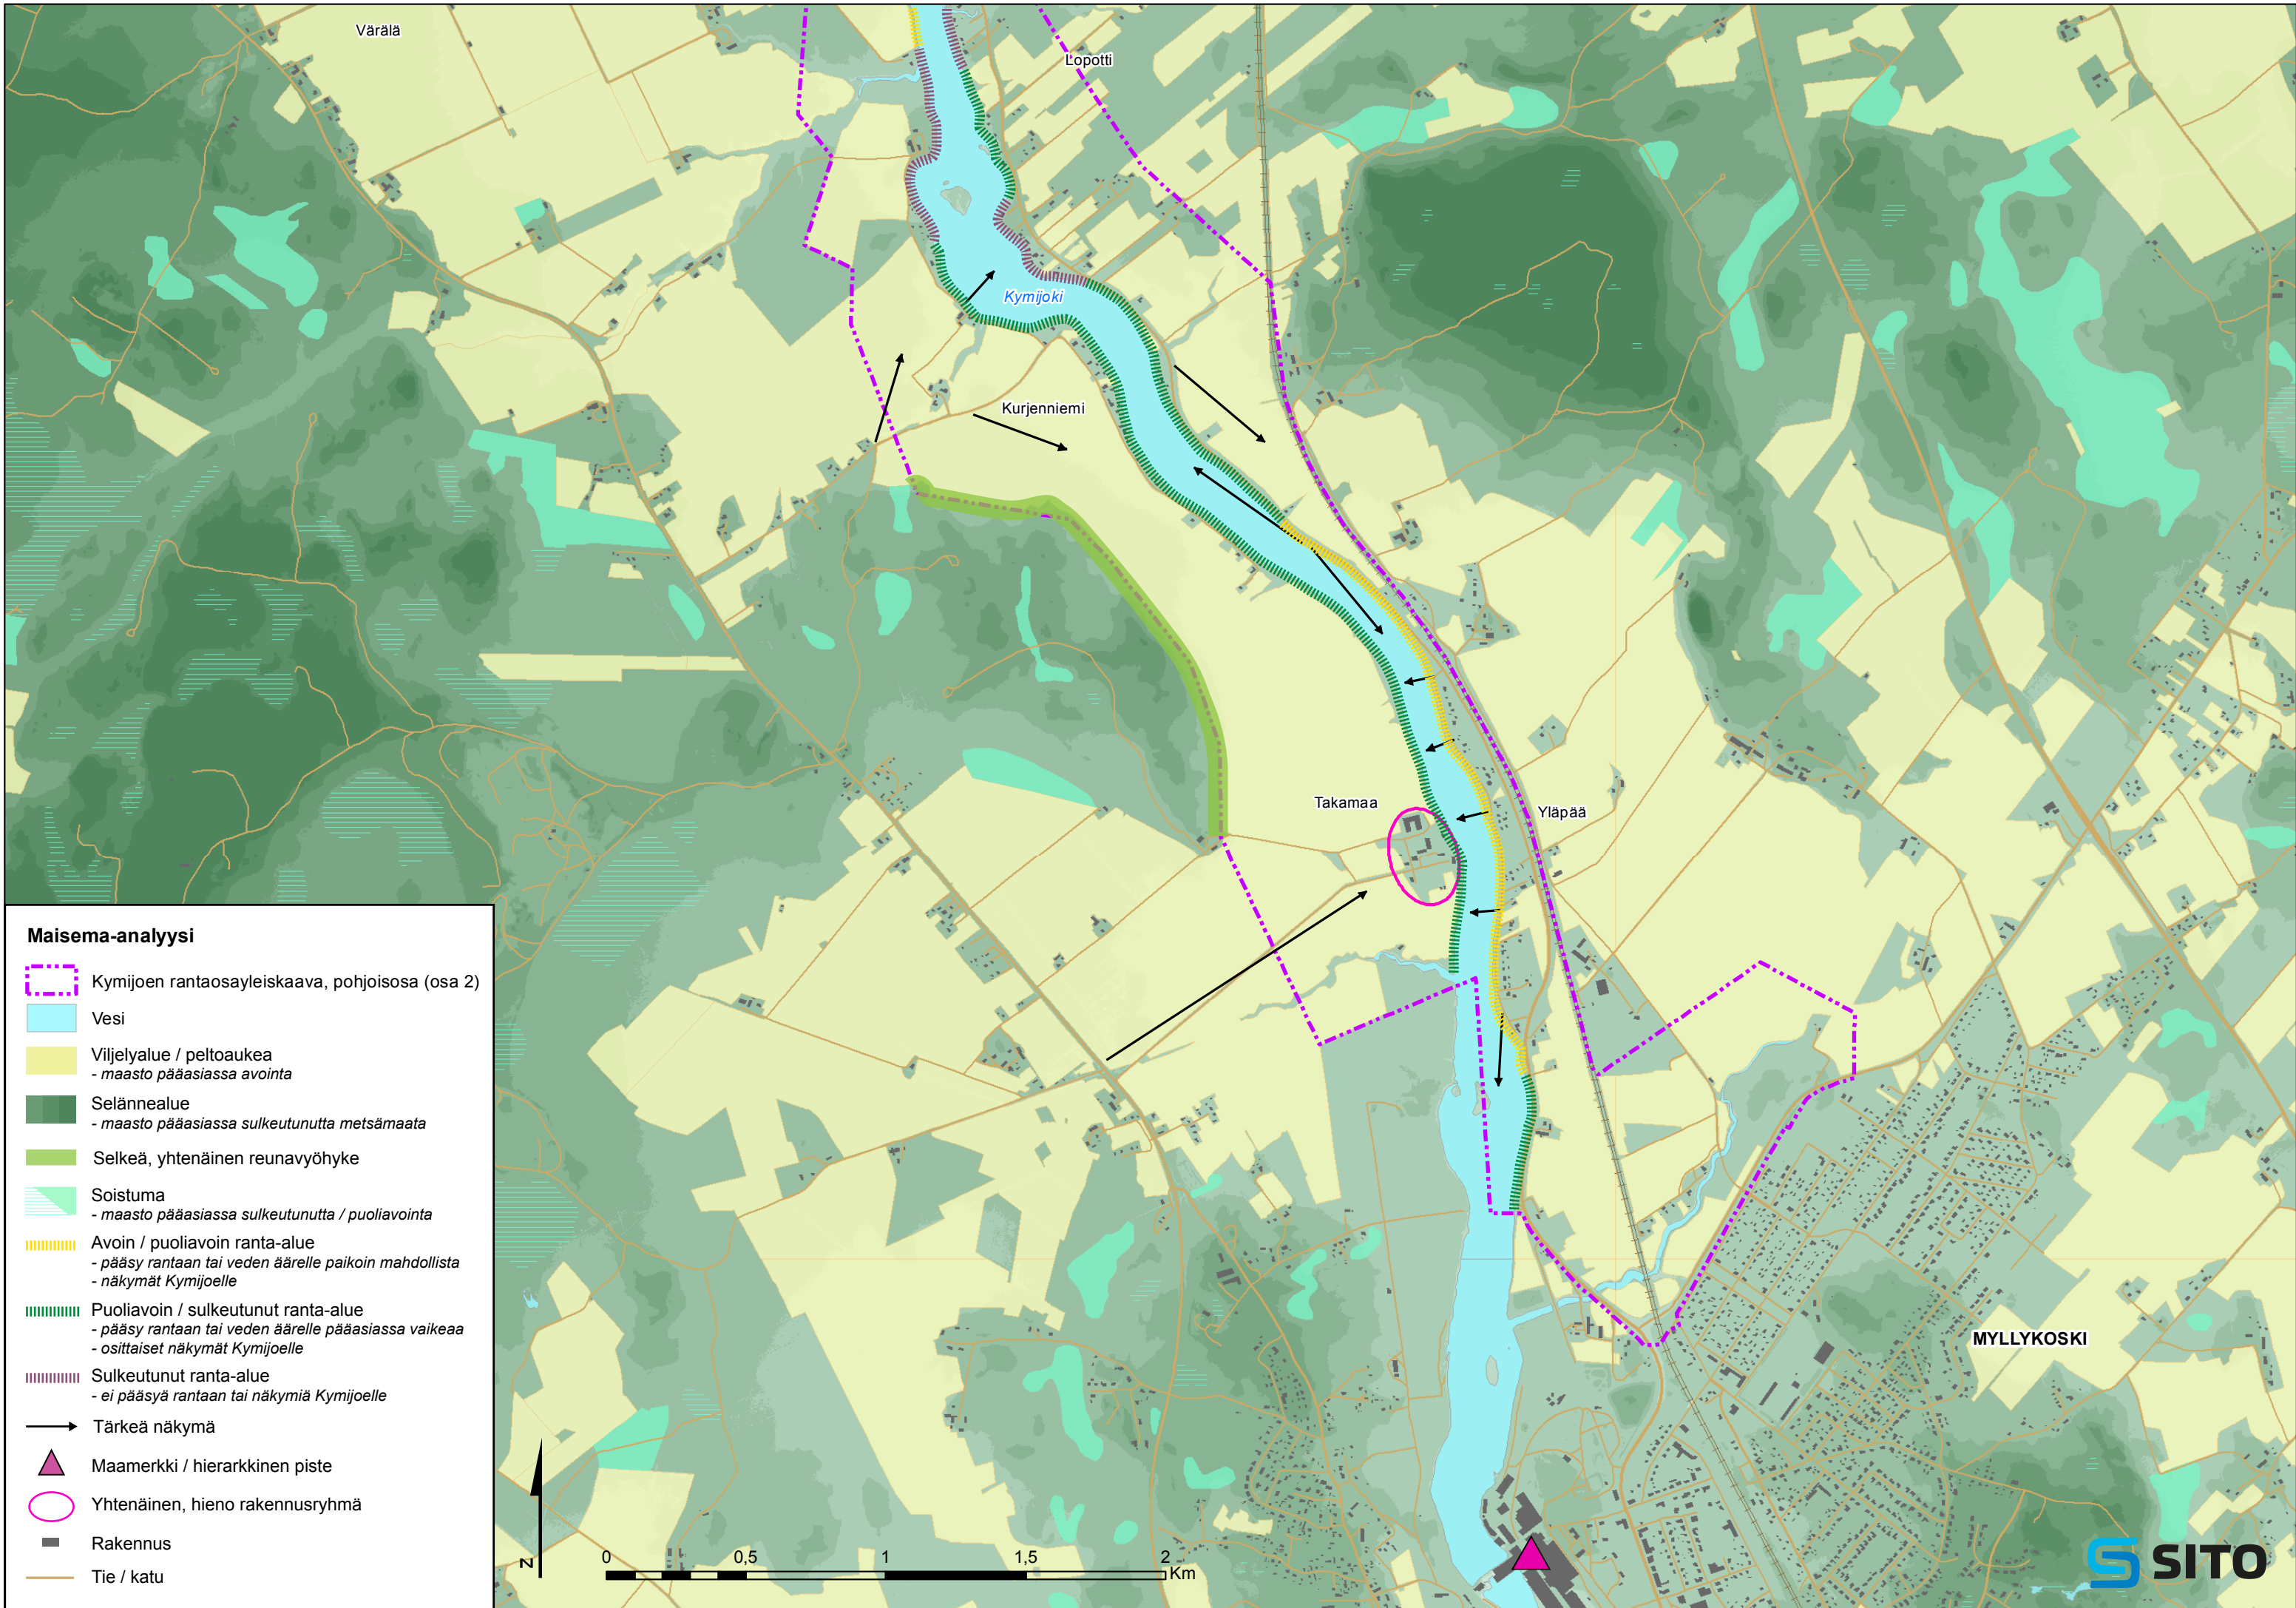 Värälä
Lopotti
Kymijoki
Kurjenniemi
Takamaa
Yläpää
MYLLYKOSKI
Maisema-analyysi
Kymijoen rantaosayleiskaava, pohjoisosa (osa 2)
Vesi
Viljelyalue / peltoaukea
- maasto pääasiassa avointa
Selännealue
- maasto pääasiassa sulkeutunutta metsämaata
Selkeä, yhtenäinen reunavyöhyke
Soistuma
- maasto pääasiassa sulkeutunutta / puoliavointa
Avoin / puoliavoin ranta-alue
- pääsy rantaan tai veden äärelle paikoin mahdollista
- näkymät Kymijoelle
Puoliavoin / sulkeutunut ranta-alue
- pääsy rantaan tai veden äärelle pääasiassa vaikeaa
- osittaiset näkymät Kymijoelle
Sulkeutunut ranta-alue
- ei pääsyä rantaan tai näkymiä Kymijoelle
Tärkeä näkymä
Maamerkki / hierarkkinen piste
Yhtenäinen, hieno rakennusryhmä
Rakennus
Tie / katu
N
0 0,5 1 1,5 2
Km
SITO